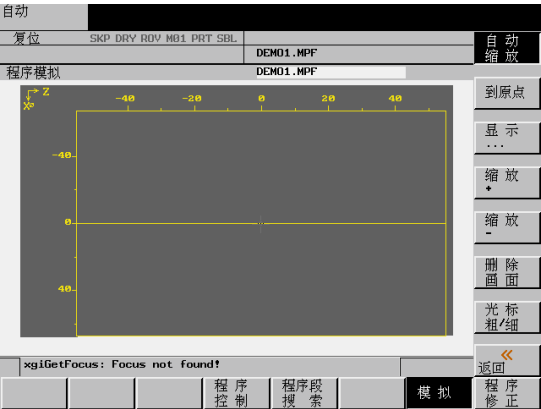 自动
复位
SKP DRY ROV M01 PRT SBL
DEMO1.MPF
程序模拟
DEMO1.MPF
Z
X⌀
-40 -20 0 20 40
-40
0
40
xgiGetFocus: Focus not found!
自动
缩放
到原点
显示
...
缩放
+
缩放
-
删除
画面
光标
粗/细
«
返回
程序
控制
程序段
搜索
模拟
程序
修正